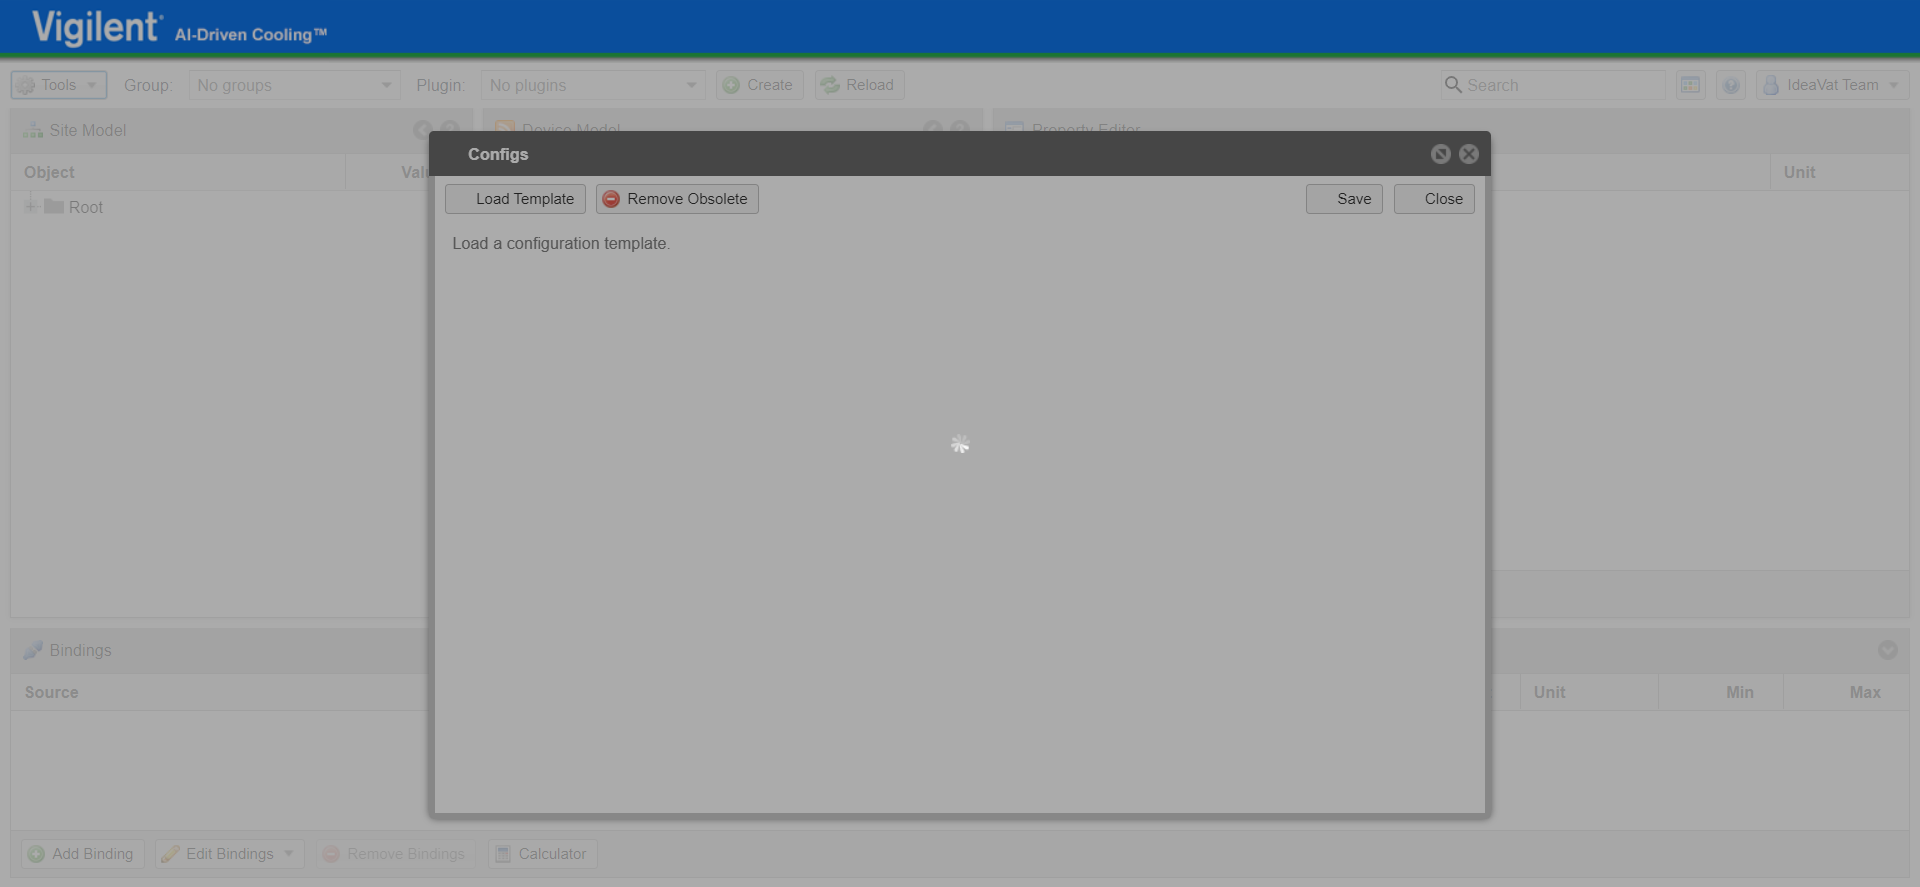 Vigilent AI-Driven Cooling™
Tools Group: No groups Plugin: No plugins Create Reload Search IdeaVat Team
Site Model Device Model Property Editor
Configs
Object Unit
Load Template Remove Obsolete Save Close
Root
Load a configuration template.
Bindings
Source Unit Min Max
Add Binding Edit Bindings Remove Bindings Calculator